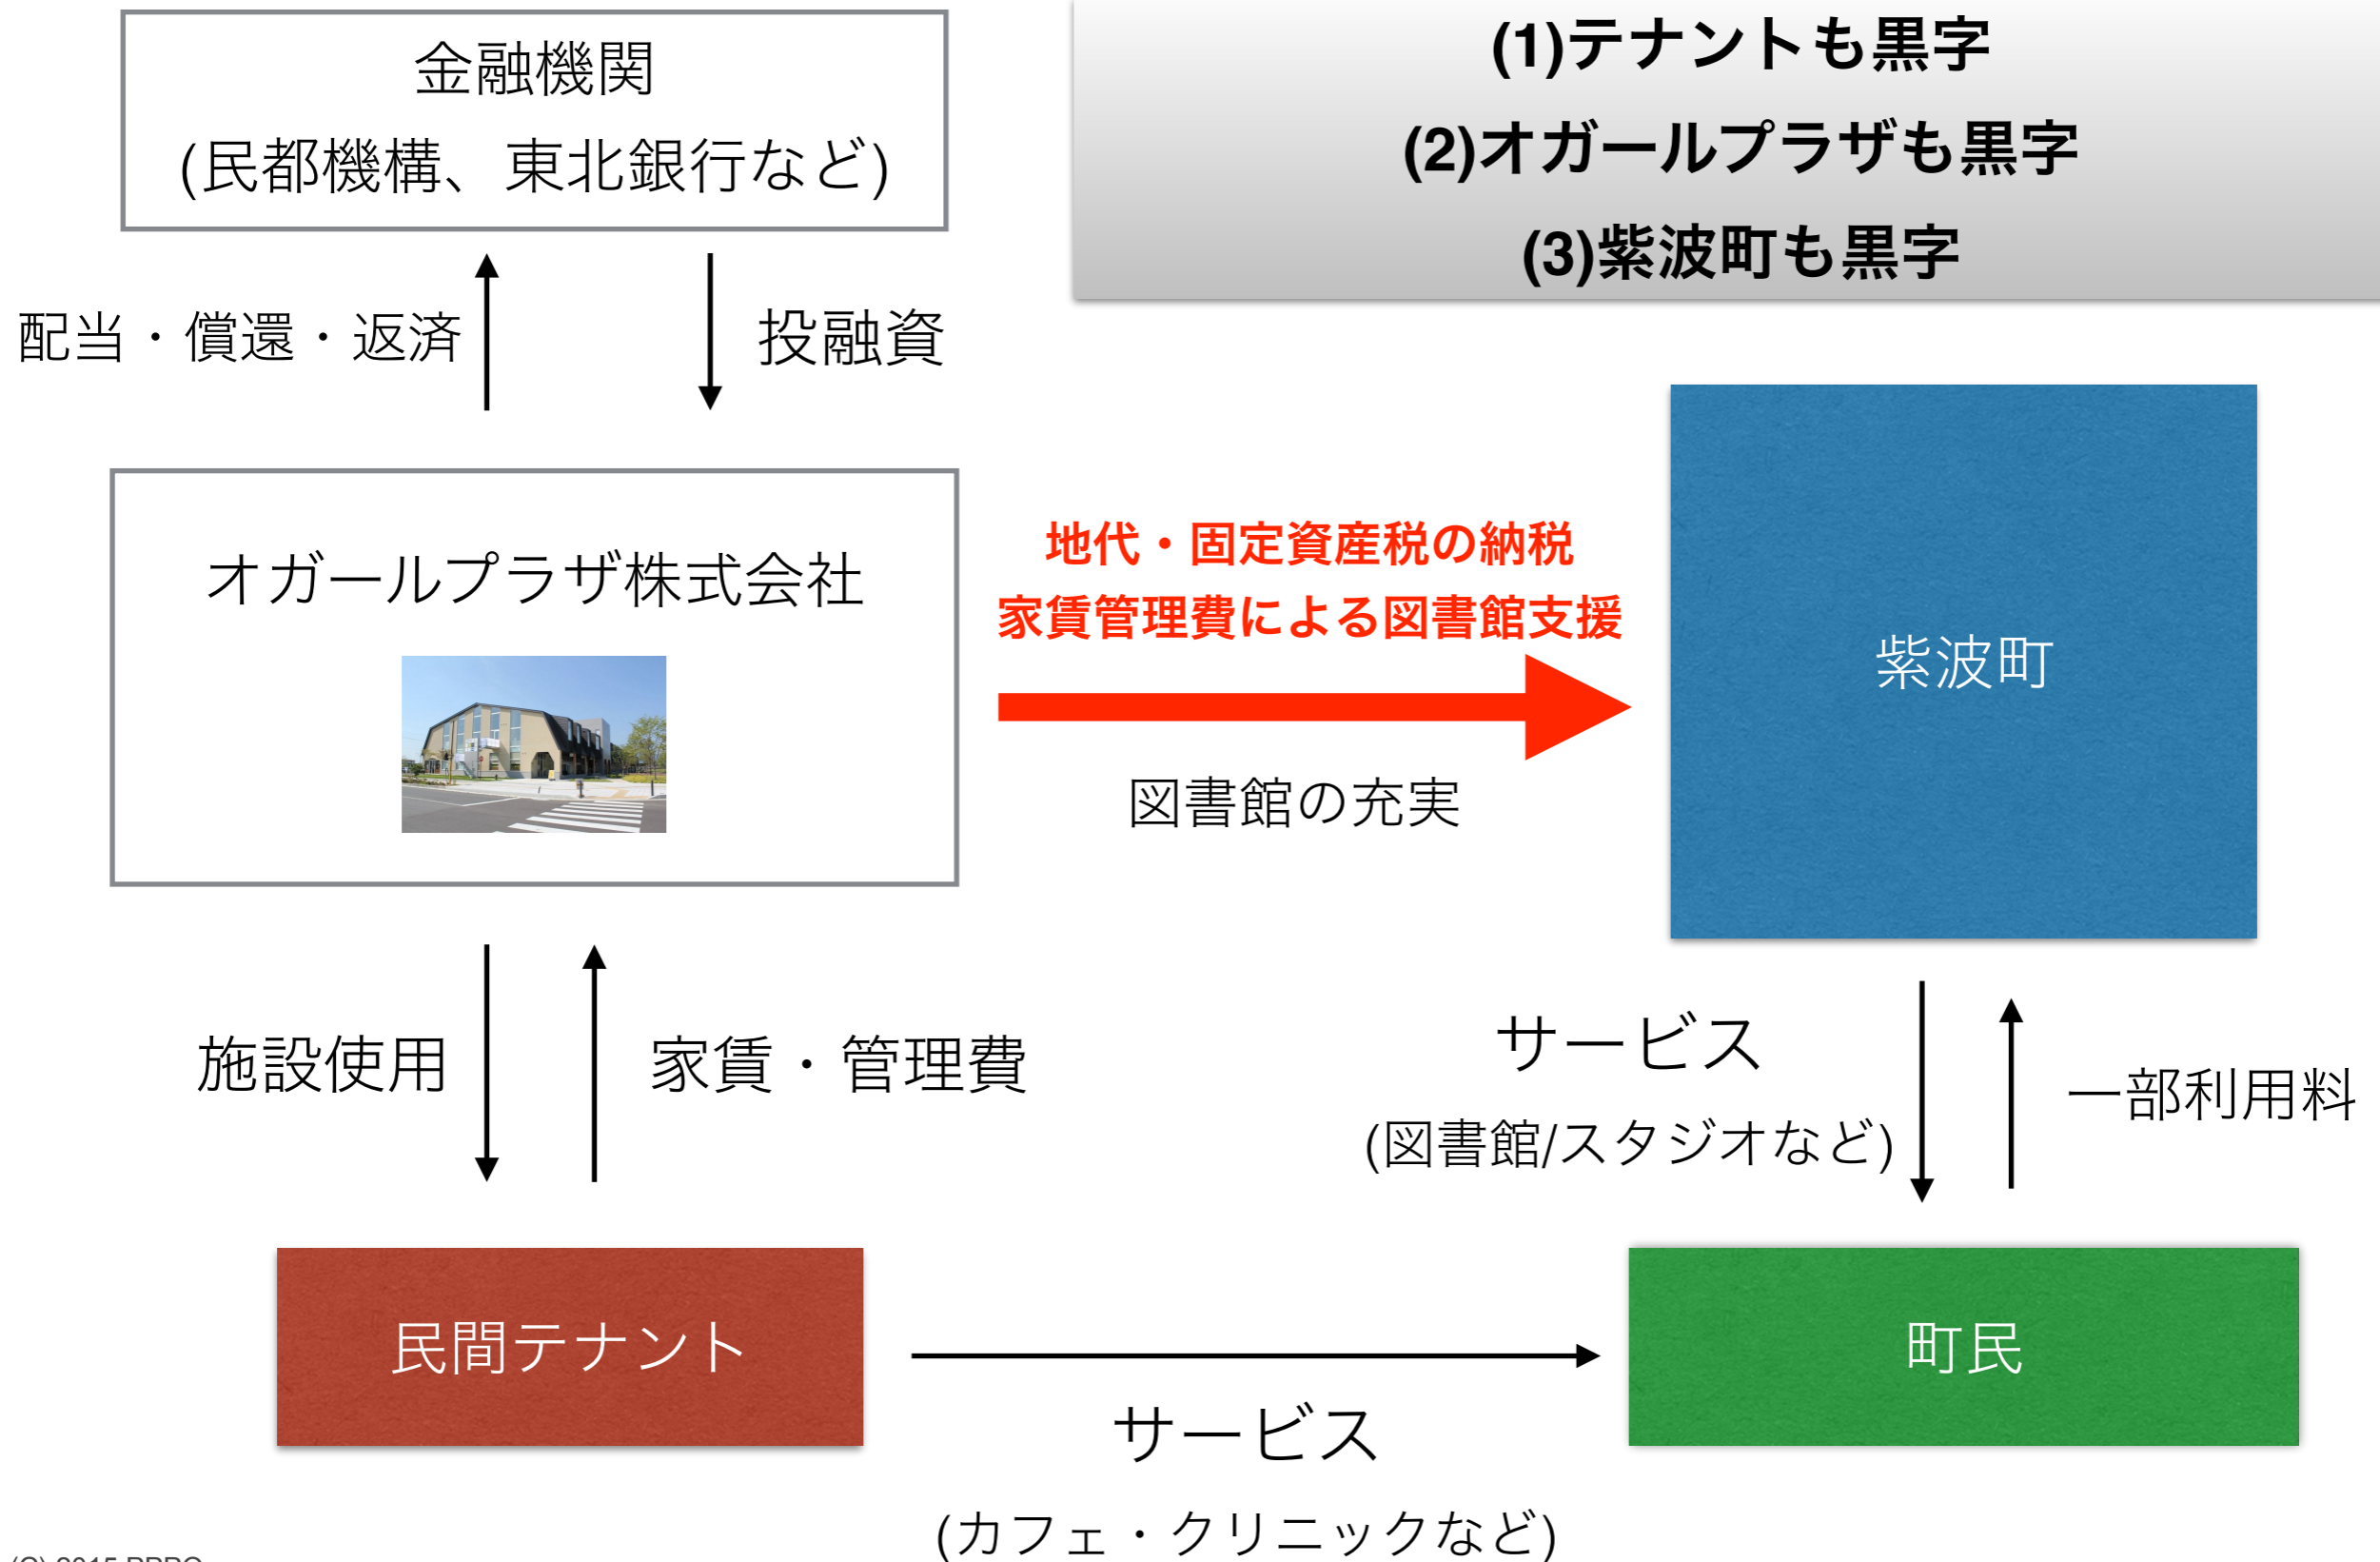 金融機関
(民都機構、東北銀行など)
(1)テナントも黒字
(2)オガールプラザも黒字
(3)紫波町も黒字
配当・償還・返済
投融資
オガールプラザ株式会社
地代・固定資産税の納税
家賃管理費による図書館支援
図書館の充実
紫波町
施設使用
家賃・管理費
サービス
(図書館/スタジオなど)
一部利用料
民間テナント
町民
サービス
(カフェ・クリニックなど)